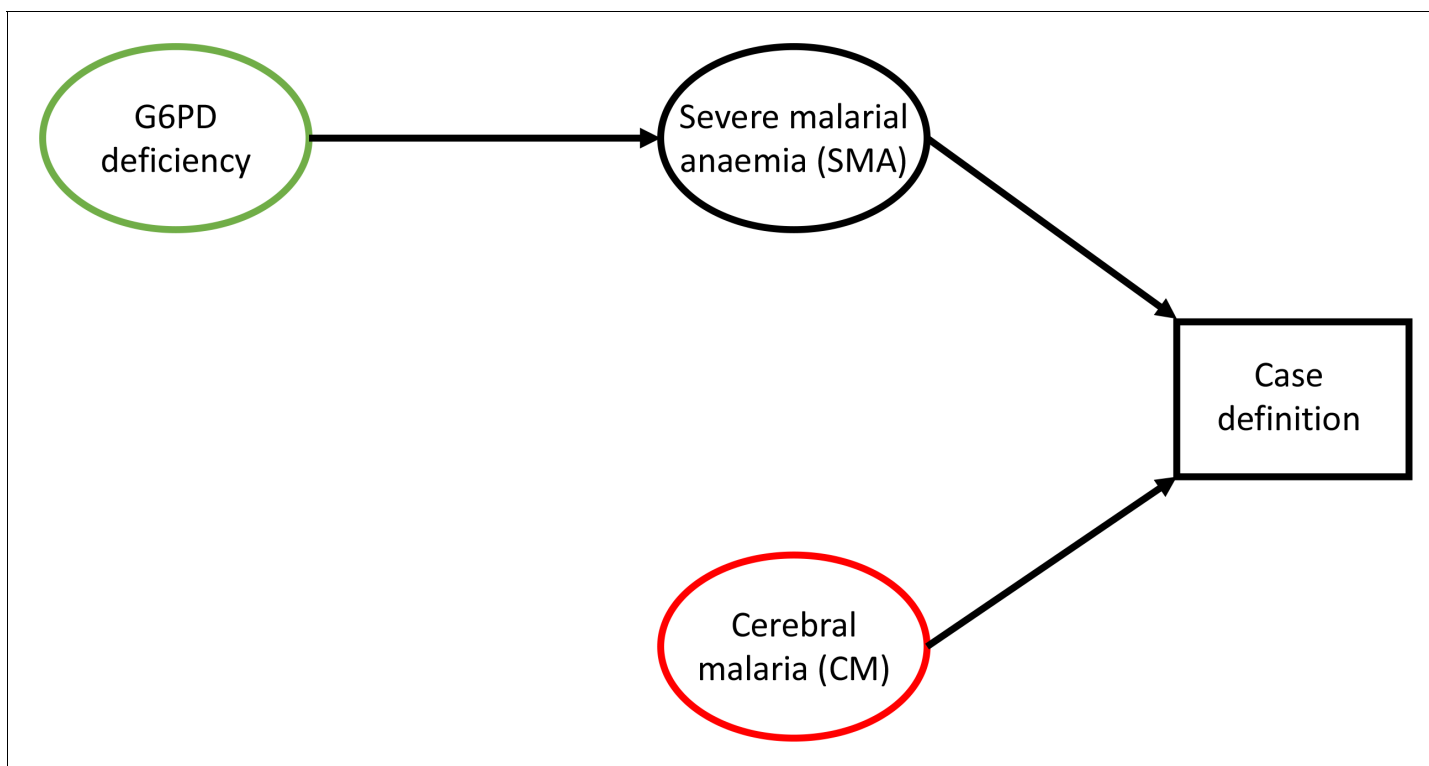 G6PD
deficiency
Severe malarial
anaemia (SMA)
Case
definition
Cerebral
malaria (CM)